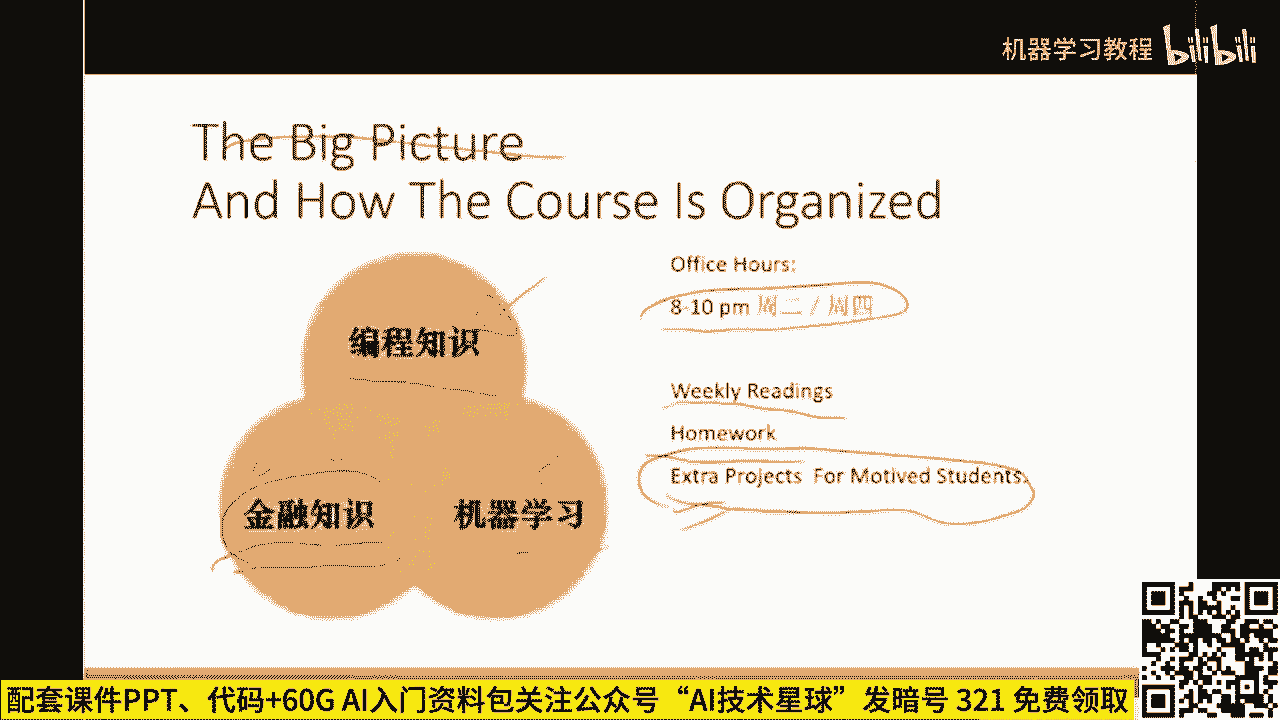 机器学习教程 bilibili
The Big Picture
And How The Course Is Organized
Office Hours:
8-10 pm 周二 / 周四
编程知识
Weekly Readings
Homework
Extra Projects For Motived Students.
金融知识 机器学习
配套课件PPT、代码+60G AI入门资料包关注公众号“AI技术星球”发暗号 321 免费领取